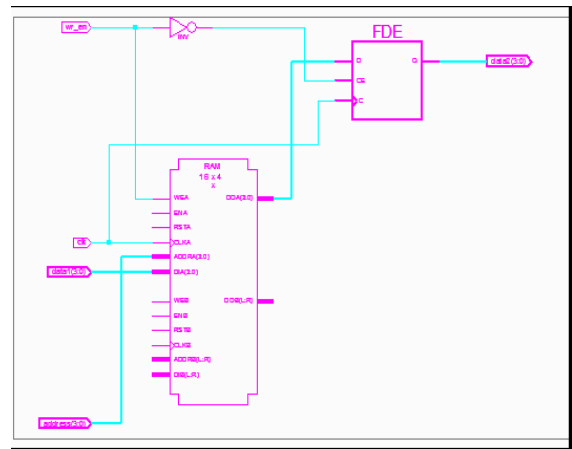 wr_en
INV
FDE
D
Q
data2(3:0)
CE
C
RAM
16 x 4
x
WEA
DOA(3:0)
ENA
RSTA
clk
CLKA
ADDRA(3:0)
data1(3:0)
DIA(3:0)
WEB
DOB(L:R)
ENB
RSTB
CLKB
ADDRB(L:R)
DIB(L:R)
address(3:0)